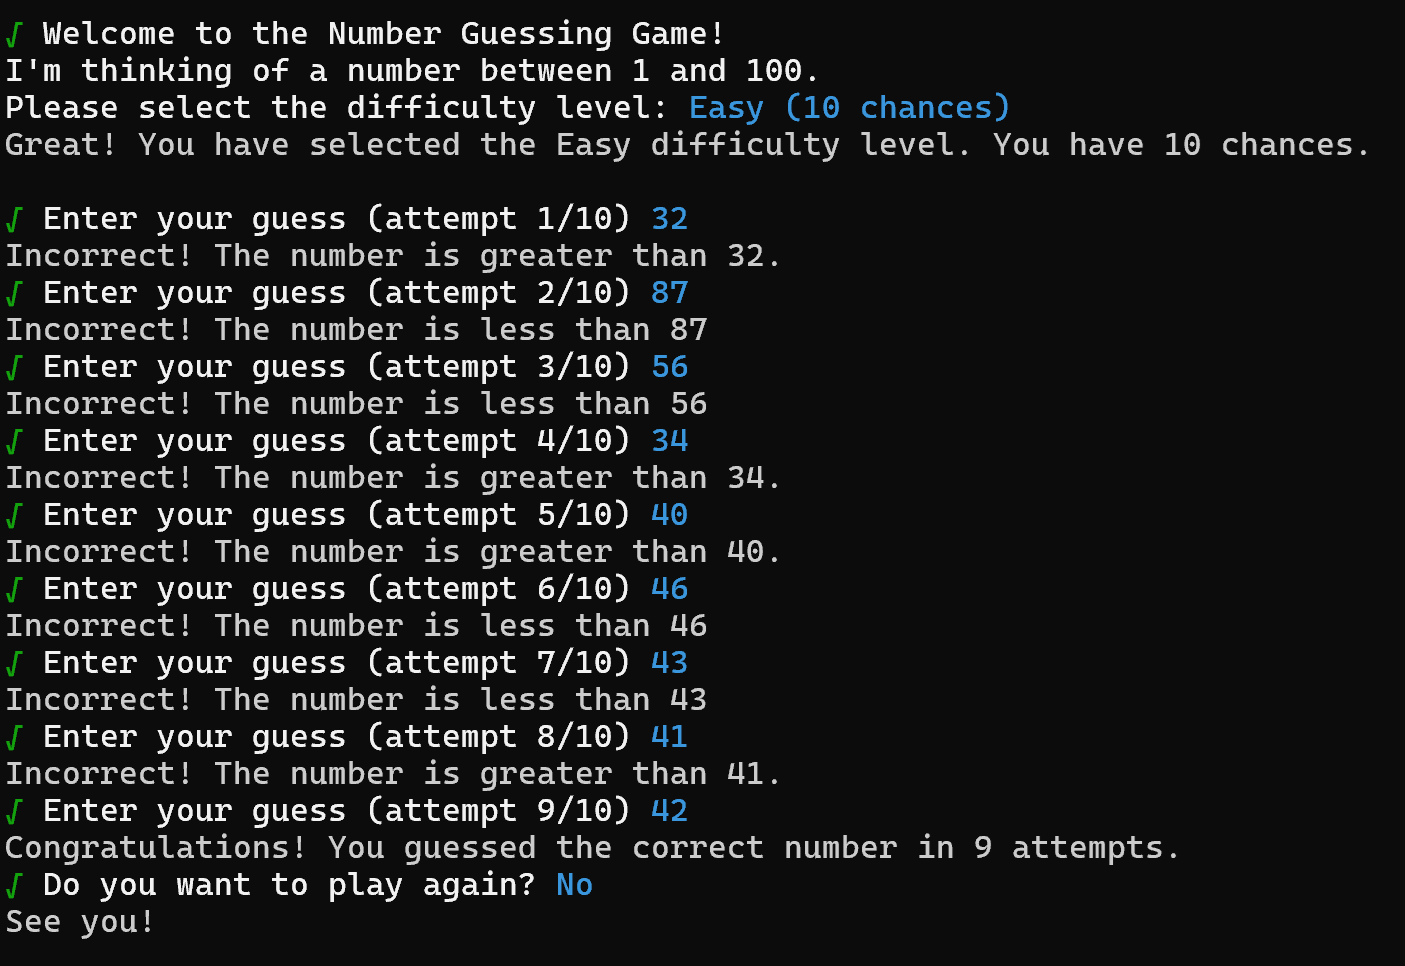 √ Welcome to the Number Guessing Game!
I'm thinking of a number between 1 and 100.
Please select the difficulty level: Easy (10 chances)
Great! You have selected the Easy difficulty level. You have 10 chances.
√ Enter your guess (attempt 1/10) 32
Incorrect! The number is greater than 32.
√ Enter your guess (attempt 2/10) 87
Incorrect! The number is less than 87
√ Enter your guess (attempt 3/10) 56
Incorrect! The number is less than 56
√ Enter your guess (attempt 4/10) 34
Incorrect! The number is greater than 34.
√ Enter your guess (attempt 5/10) 40
Incorrect! The number is greater than 40.
√ Enter your guess (attempt 6/10) 46
Incorrect! The number is less than 46
√ Enter your guess (attempt 7/10) 43
Incorrect! The number is less than 43
√ Enter your guess (attempt 8/10) 41
Incorrect! The number is greater than 41.
√ Enter your guess (attempt 9/10) 42
Congratulations! You guessed the correct number in 9 attempts.
√ Do you want to play again? No
See you!